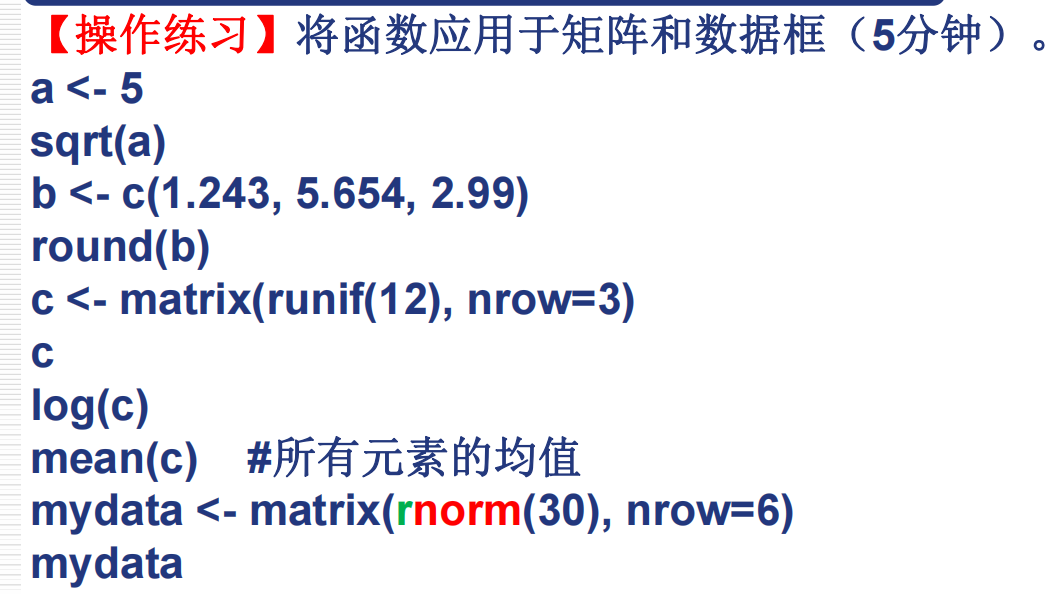 【操作练习】将函数应用于矩阵和数据框（5分钟）。
a <- 5
sqrt(a)
b <- c(1.243, 5.654, 2.99)
round(b)
c <- matrix(runif(12), nrow=3)
c
log(c)
mean(c) #所有元素的均值
mydata <- matrix(rnorm(30), nrow=6)
mydata